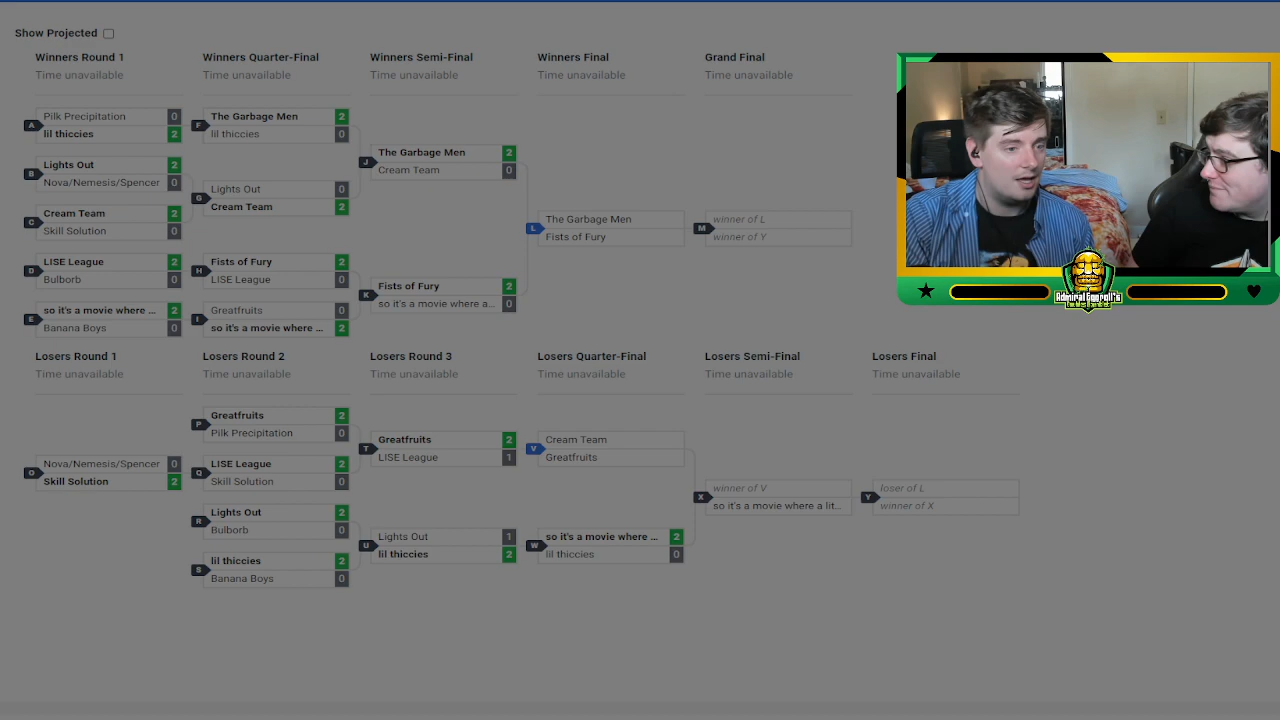 Show Projected
Winners Round 1
Winners Quarter-Final
Winners Semi-Final
Winners Final
Grand Final
Time unavailable
Time unavailable
Time unavailable
Time unavailable
Time unavailable
A
Pilk Precipitation 0
lil thiccies 2
B
Lights Out 2
Nova/Nemesis/Spencer 0
C
Cream Team 2
Skill Solution 0
D
LISE League 2
Bulborb 0
E
so it's a movie where ... 2
Banana Boys 0
F
The Garbage Men 2
lil thiccies 0
G
Lights Out 0
Cream Team 2
H
Fists of Fury 2
LISE League 0
I
Greatfruits 0
so it's a movie where ... 2
J
The Garbage Men 2
Cream Team 0
K
Fists of Fury 2
so it's a movie where a... 0
L
The Garbage Men
Fists of Fury
M
winner of L
winner of Y
Losers Round 1
Losers Round 2
Losers Round 3
Losers Quarter-Final
Losers Semi-Final
Losers Final
Time unavailable
Time unavailable
Time unavailable
Time unavailable
Time unavailable
Time unavailable
O
Nova/Nemesis/Spencer 0
Skill Solution 2
P
Greatfruits 2
Pilk Precipitation 0
Q
LISE League 2
Skill Solution 0
R
Lights Out 2
Bulborb 0
S
lil thiccies 2
Banana Boys 0
T
Greatfruits 2
LISE League 1
U
Lights Out 1
lil thiccies 2
V
Cream Team
Greatfruits
W
so it's a movie where ... 2
lil thiccies 0
X
winner of V
so it's a movie where a lit...
Y
loser of L
winner of X
Admiral Eggroll's